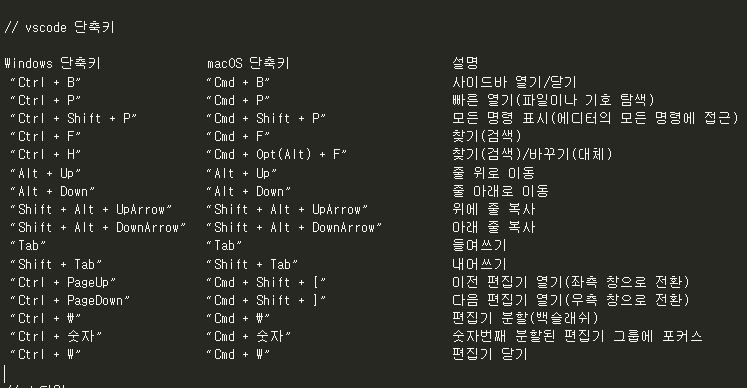 // vscode 단축키
Windows 단축키 macOS 단축키 설명
“Ctrl + B” “Cmd + B” 사이드바 열기/닫기
“Ctrl + P” “Cmd + P” 빠른 열기(파일이나 기호 탐색)
“Ctrl + Shift + P” “Cmd + Shift + P” 모든 명령 표시(에디터의 모든 명령에 접근)
“Ctrl + F” “Cmd + F” 찾기(검색)
“Ctrl + H” “Cmd + Opt(Alt) + F” 찾기(검색)/바꾸기(대체)
“Alt + Up” “Alt + Up” 줄 위로 이동
“Alt + Down” “Alt + Down” 줄 아래로 이동
“Shift + Alt + UpArrow” “Shift + Alt + UpArrow” 위에 줄 복사
“Shift + Alt + DownArrow” “Shift + Alt + DownArrow” 아래 줄 복사
“Tab” “Tab” 들여쓰기
“Shift + Tab” “Shift + Tab” 내어쓰기
“Ctrl + PageUp” “Cmd + Shift + [” 이전 편집기 열기(좌측 창으로 전환)
“Ctrl + PageDown” “Cmd + Shift + ]” 다음 편집기 열기(우측 창으로 전환)
“Ctrl + ₩” “Cmd + ₩” 편집기 분할(백슬래쉬)
“Ctrl + 숫자” “Cmd + 숫자” 숫자번째 분할된 편집기 그룹에 포커스
“Ctrl + ₩” “Cmd + ₩” 편집기 닫기